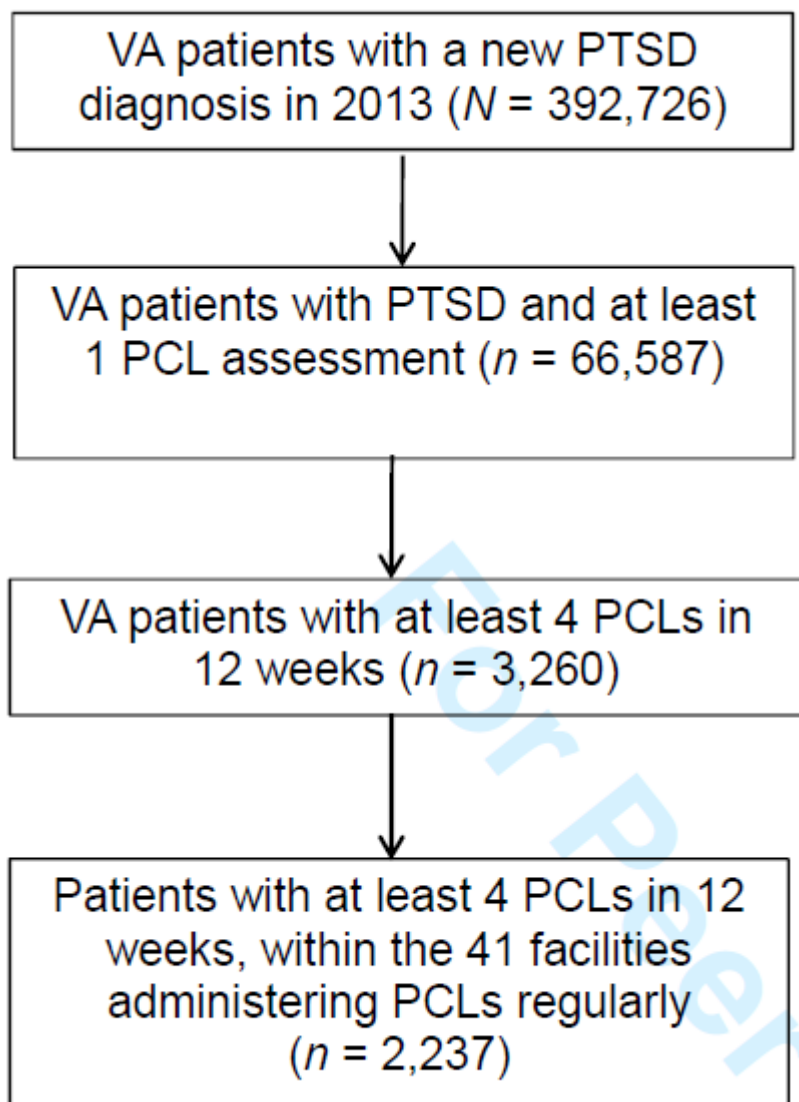 VA patients with a new PTSD
diagnosis in 2013 (N = 392,726)
VA patients with PTSD and at least
1 PCL assessment (n = 66,587)
VA patients with at least 4 PCLs in
12 weeks (n = 3,260)
Patients with at least 4 PCLs in 12
weeks, within the 41 facilities
administering PCLs regularly
(n = 2,237)
For Peer